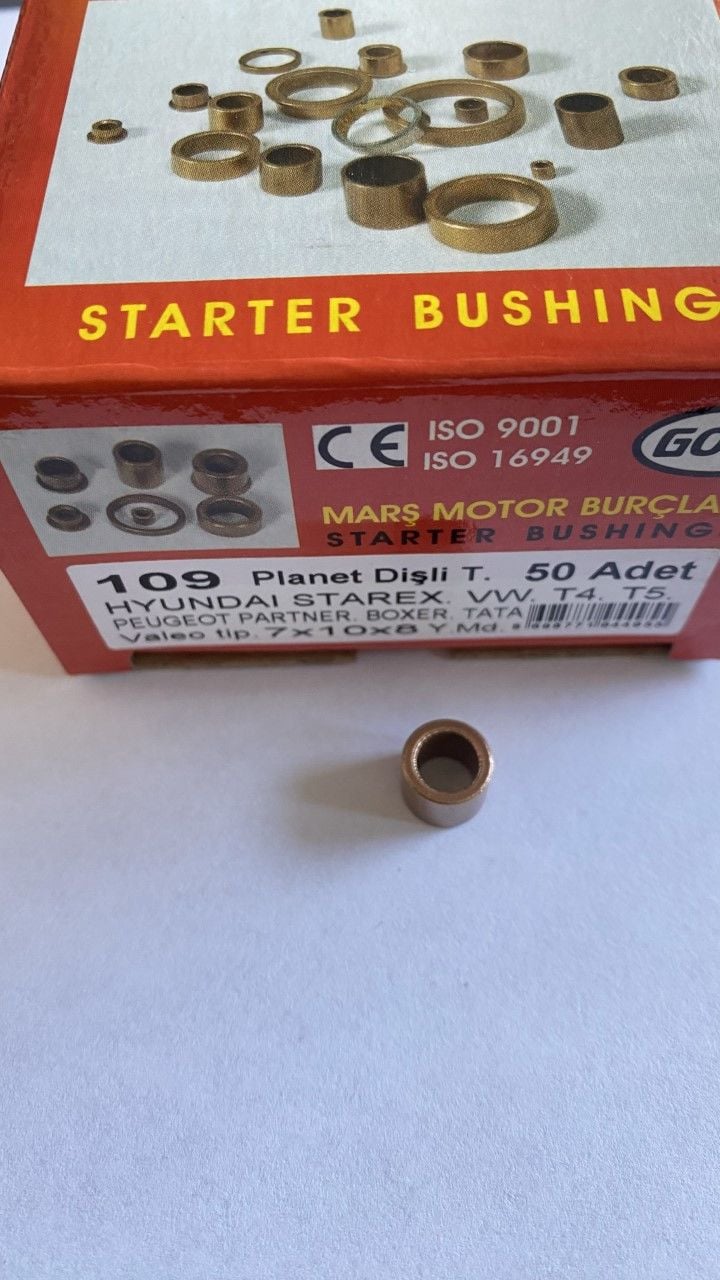 STARTER BUSHING
CE ISO 9001
ISO 16949
GO
MARŞ MOTOR BURÇLA
STARTER BUSHING
109 Planet Dişli T. 50 Adet
HYUNDAI STAREX. VW. T4. T5.
PEUGEOT PARTNER. BOXER. TATA
Valeo tip. 7x10x8 Y.Md.